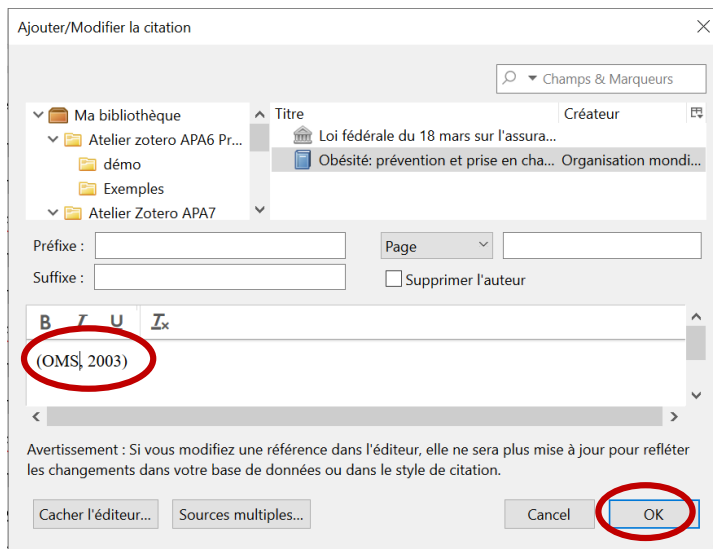 Ajouter/Modifier la citation
Champs & Marqueurs
Ma bibliothèque
Atelier zotero APA6 Pr...
démo
Exemples
Atelier Zotero APA7
Titre Créateur
Loi fédérale du 18 mars sur l'assura...
Obésité: prévention et prise en cha... Organisation mondi...
Préfixe : Page
Suffixe : Supprimer l'auteur
B I U Tx
(OMS, 2003)
Avertissement : Si vous modifiez une référence dans l'éditeur, elle ne sera plus mise à jour pour refléter
les changements dans votre base de données ou dans le style de citation.
Cacher l'éditeur... Sources multiples... Cancel OK